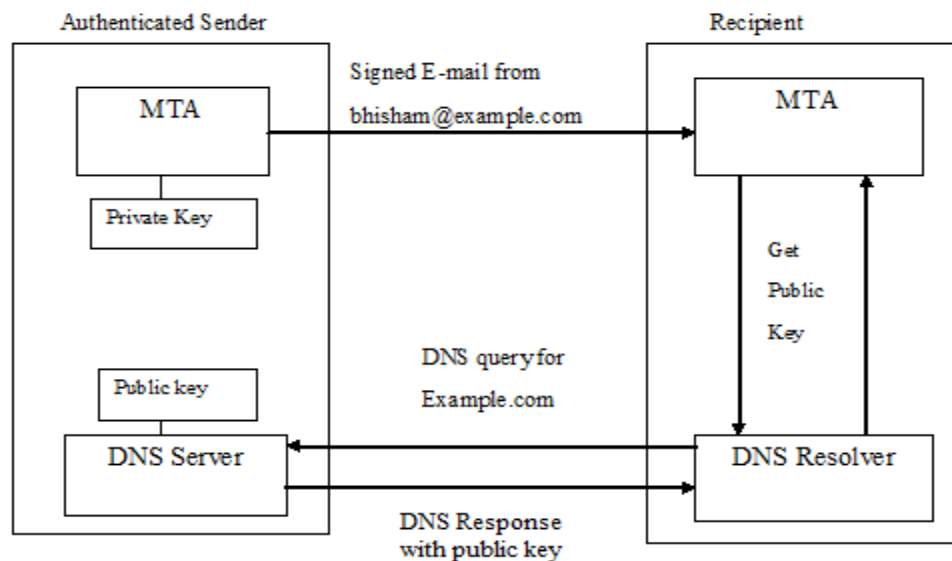 Authenticated Sender
Recipient
Signed E-mail from
bhisham@example.com
MTA
MTA
Private Key
Get
Public
Key
DNS query for
Example.com
Public key
DNS Server
DNS Resolver
DNS Response
with public key